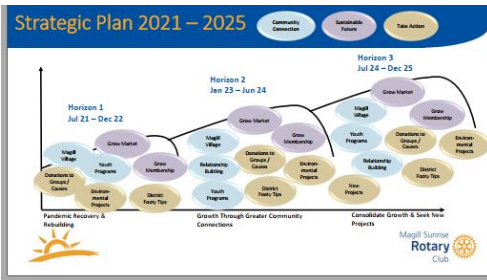 Strategic Plan 2021 – 2025
Community
Connection
Sustainable
Future
Take Action
Horizon 3
Jul 24 – Dec 25
Horizon 2
Jan 23 – Jun 24
Horizon 1
Jul 21 – Dec 22
Grow Market
Magill
Village
Grow
Membership
Youth
Programs
Donations to
Groups /
Causes
Environ-
mental
Projects
Relationship
Building
District
Footy Tips
New
Projects
Grow Market
Magill
Village
Grow
Membership
Donations to
Groups /
Causes
Relationship
Building
Environ-
mental
Projects
Youth
Programs
District
Footy Tips
Grow Market
Magill
Village
Youth
Programs
Grow
Membership
Donations to
Groups /
Causes
Environ-
mental
Projects
District
Footy Tips
Pandemic Recovery &
Rebuilding
Growth Through Greater Community
Connections
Consolidate Growth & Seek New
Projects
Magill Sunrise
Rotary
Club